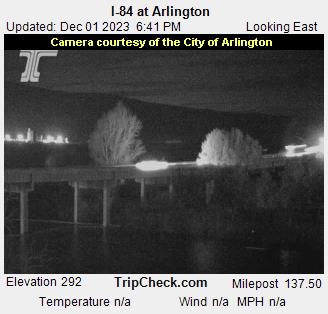 I-84 at Arlington
Updated: Dec 01 2023 6:41 PM Looking East
Camera courtesy of the City of Arlington
Elevation 292 TripCheck.com Milepost 137.50
Temperature n/a Wind n/a MPH n/a